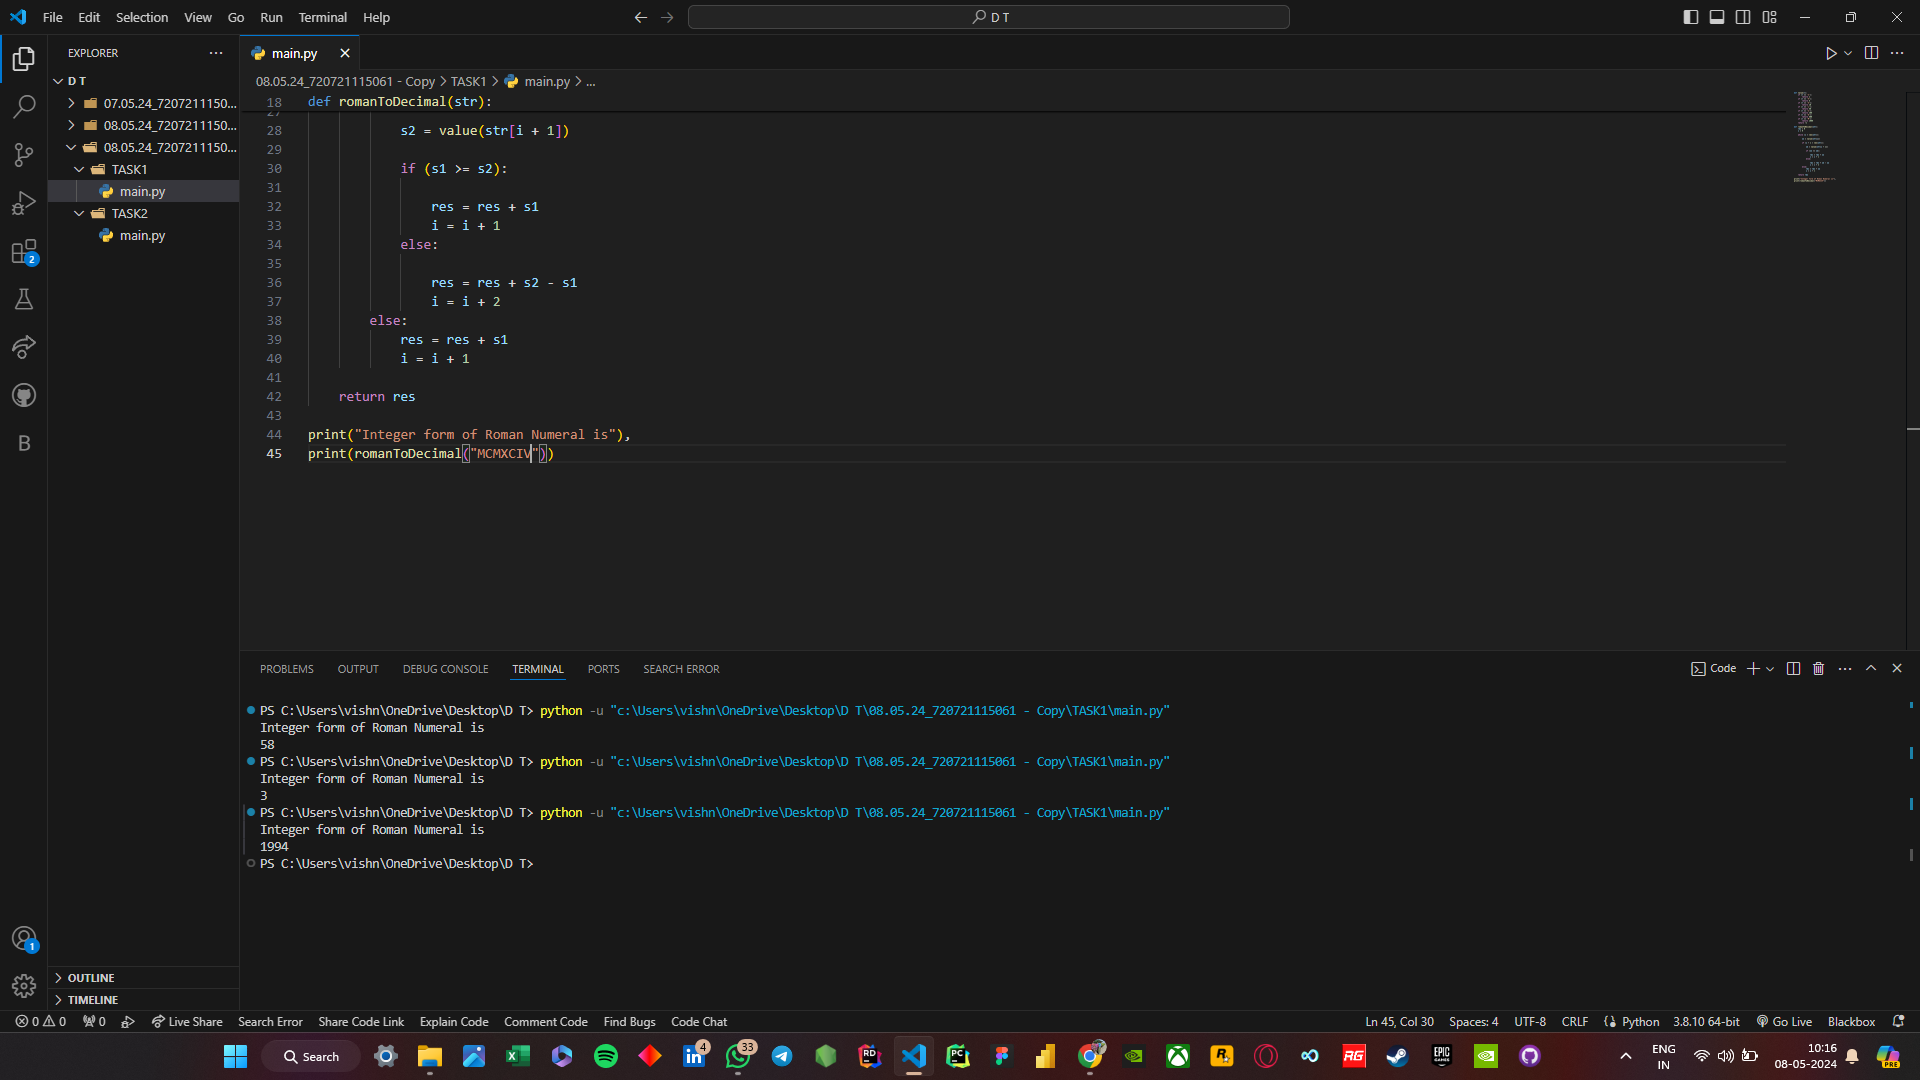 File Edit Selection View Go Run Terminal Help
D T
EXPLORER
D T
07.05.24_7207211150...
08.05.24_7207211150...
08.05.24_7207211150...
TASK1
main.py
TASK2
main.py
OUTLINE
TIMELINE
main.py
08.05.24_720721115061 - Copy > TASK1 > main.py > ...
18 def romanToDecimal(str):
27
28 s2 = value(str[i + 1])
29
30 if (s1 >= s2):
31
32 res = res + s1
33 i = i + 1
34 else:
35
36 res = res + s2 - s1
37 i = i + 2
38 else:
39 res = res + s1
40 i = i + 1
41
42 return res
43
44 print("Integer form of Roman Numeral is"),
45 print(romanToDecimal("MCMXCIV"))
PROBLEMS OUTPUT DEBUG CONSOLE TERMINAL PORTS SEARCH ERROR
Code
PS C:\Users\vishn\OneDrive\Desktop\D T> python -u "c:\Users\vishn\OneDrive\Desktop\D T\08.05.24_720721115061 - Copy\TASK1\main.py"
Integer form of Roman Numeral is
58
PS C:\Users\vishn\OneDrive\Desktop\D T> python -u "c:\Users\vishn\OneDrive\Desktop\D T\08.05.24_720721115061 - Copy\TASK1\main.py"
Integer form of Roman Numeral is
3
PS C:\Users\vishn\OneDrive\Desktop\D T> python -u "c:\Users\vishn\OneDrive\Desktop\D T\08.05.24_720721115061 - Copy\TASK1\main.py"
Integer form of Roman Numeral is
1994
PS C:\Users\vishn\OneDrive\Desktop\D T>
2
B
1
0 0 0 Live Share Search Error Share Code Link Explain Code Comment Code Find Bugs Code Chat
Ln 45, Col 30 Spaces: 4 UTF-8 CRLF Python 3.8.10 64-bit Go Live Blackbox
Search
4
33
RD
PC
R
RG
EPIC GAMES
ENG
IN
10:16
08-05-2024
PRE